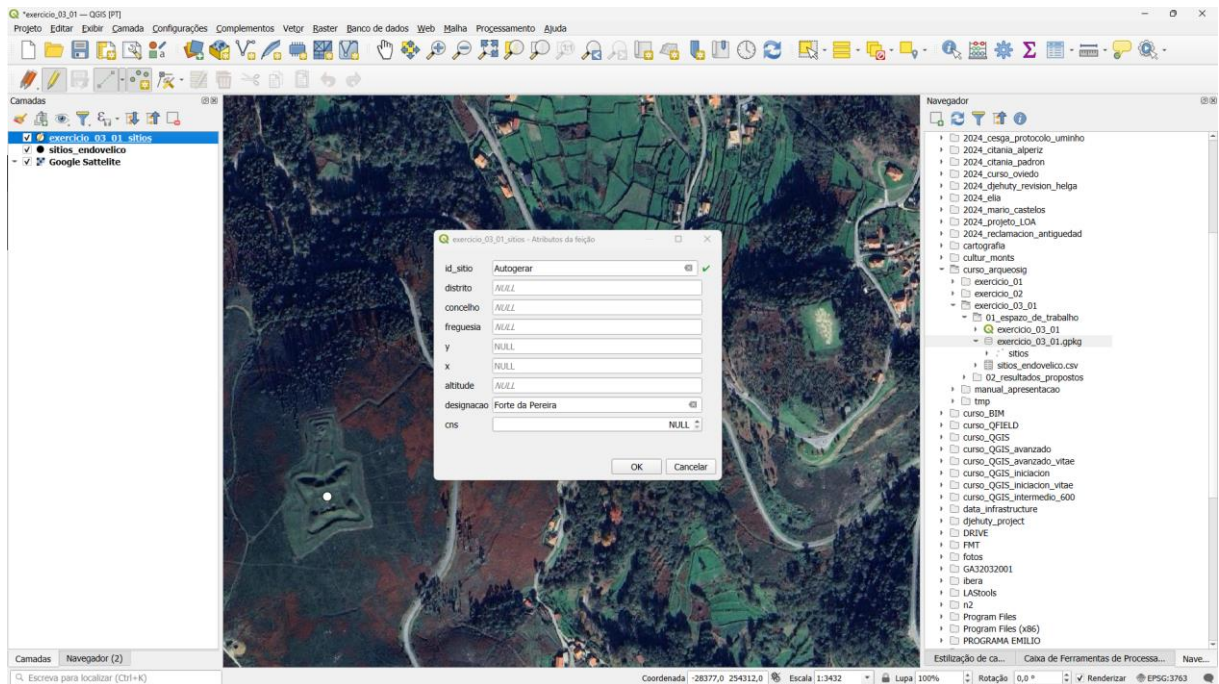 *exercicio_03_01 — QGIS [PT]
Projeto Editar Exibir Camada Configurações Complementos Vetor Raster Banco de dados Web Malha Processamento Ajuda
Camadas
exercicio_03_01_sitios
sitios_endovelico
Google Sattelite
exercicio_03_01_sitios - Atributos da feição
id_sitio Autogerar
distrito NULL
concelho NULL
freguesia NULL
y NULL
x NULL
altitude NULL
designacao Forte da Pereira
cns NULL
OK Cancelar
Navegador
2024_cesga_protocolo_uminho
2024_citania_alperiz
2024_citania_padron
2024_curso_oviedo
2024_djehuty_revision_helga
2024_elia
2024_mario_castelos
2024_projeto_LOA
2024_reclamacion_antiguedad
cartografia
cultur_monts
curso_arqueosig
exercicio_01
exercicio_02
exercicio_03_01
01_espazo_de_trabalho
exercicio_03_01
exercicio_03_01.gpkg
sitios
sitios_endovelico.csv
02_resultados_propostos
manual_apresentacao
tmp
curso_BIM
curso_QFIELD
curso_QGIS
curso_QGIS_avanzado
curso_QGIS_avanzado_vitae
curso_QGIS_iniciacion
curso_QGIS_iniciacion_vitae
curso_QGIS_intermedio_600
data_infrastructure
djehuty_project
DRIVE
FMT
fotos
GA32032001
ibera
LAStools
n2
Program Files
Program Files (x86)
PROGRAMA EMILIO
Camadas Navegador (2)
Estilização de ca... Caixa de Ferramentas de Processa... Nave...
Escreva para localizar (Ctrl+K)
Coordenada -28377,0 254312,0 Escala 1:3432 Lupa 100% Rotação 0,0 ° Renderizar EPSG:3763